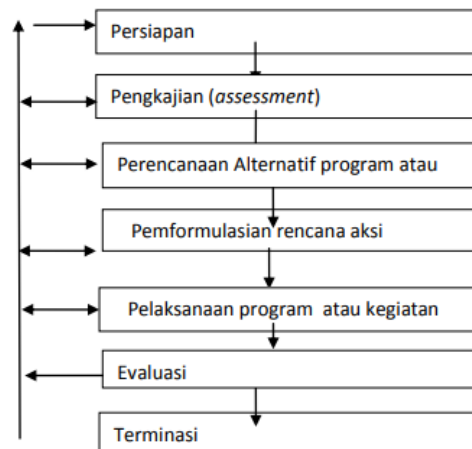 Persiapan
Pengkajian (assessment)
Perencanaan Alternatif program atau
Pemformulasian rencana aksi
Pelaksanaan program atau kegiatan
Evaluasi
Terminasi